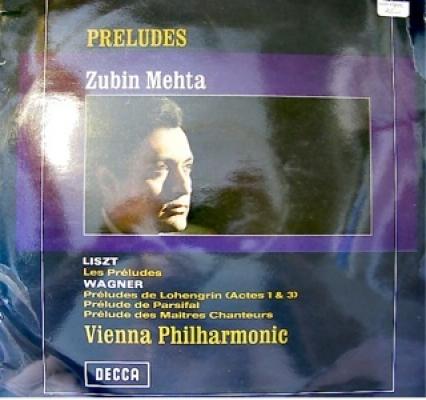 PRELUDES
Zubin Mehta
LISZT
Les Préludes
WAGNER
Préludes de Lohengrin (Actes 1 & 3)
Prélude de Parsifal
Prélude des Maîtres Chanteurs
Vienna Philharmonic
DECCA